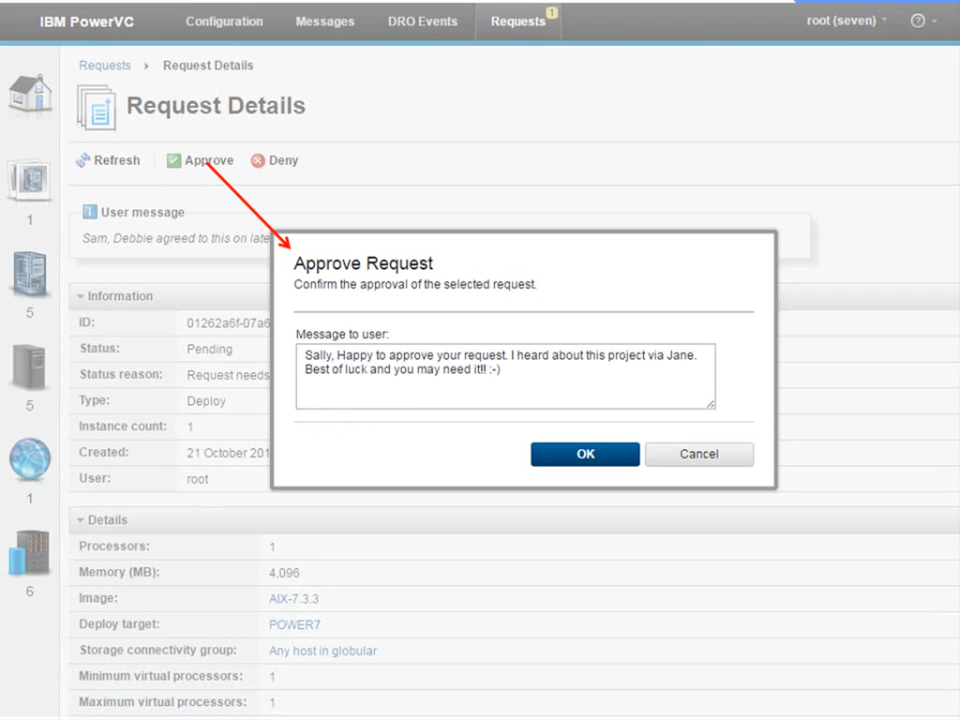 IBM PowerVC Configuration Messages DRO Events Requests 1 root (seven) ?
Requests Request Details
Request Details
Refresh Approve Deny
User message
Sam, Debbie agreed to this on late
Approve Request
Confirm the approval of the selected request.
Message to user:
Sally, Happy to approve your request. I heard about this project via Jane.
Best of luck and you may need it!! :-)
OK Cancel
Information
ID: 01262a6f-07a6
Status: Pending
Status reason: Request needs
Type: Deploy
Instance count: 1
Created: 21 October 201
User: root
Details
Processors: 1
Memory (MB): 4,096
Image: AIX-7.3.3
Deploy target: POWER7
Storage connectivity group: Any host in globular
Minimum virtual processors: 1
Maximum virtual processors: 1
1
5
5
1
6